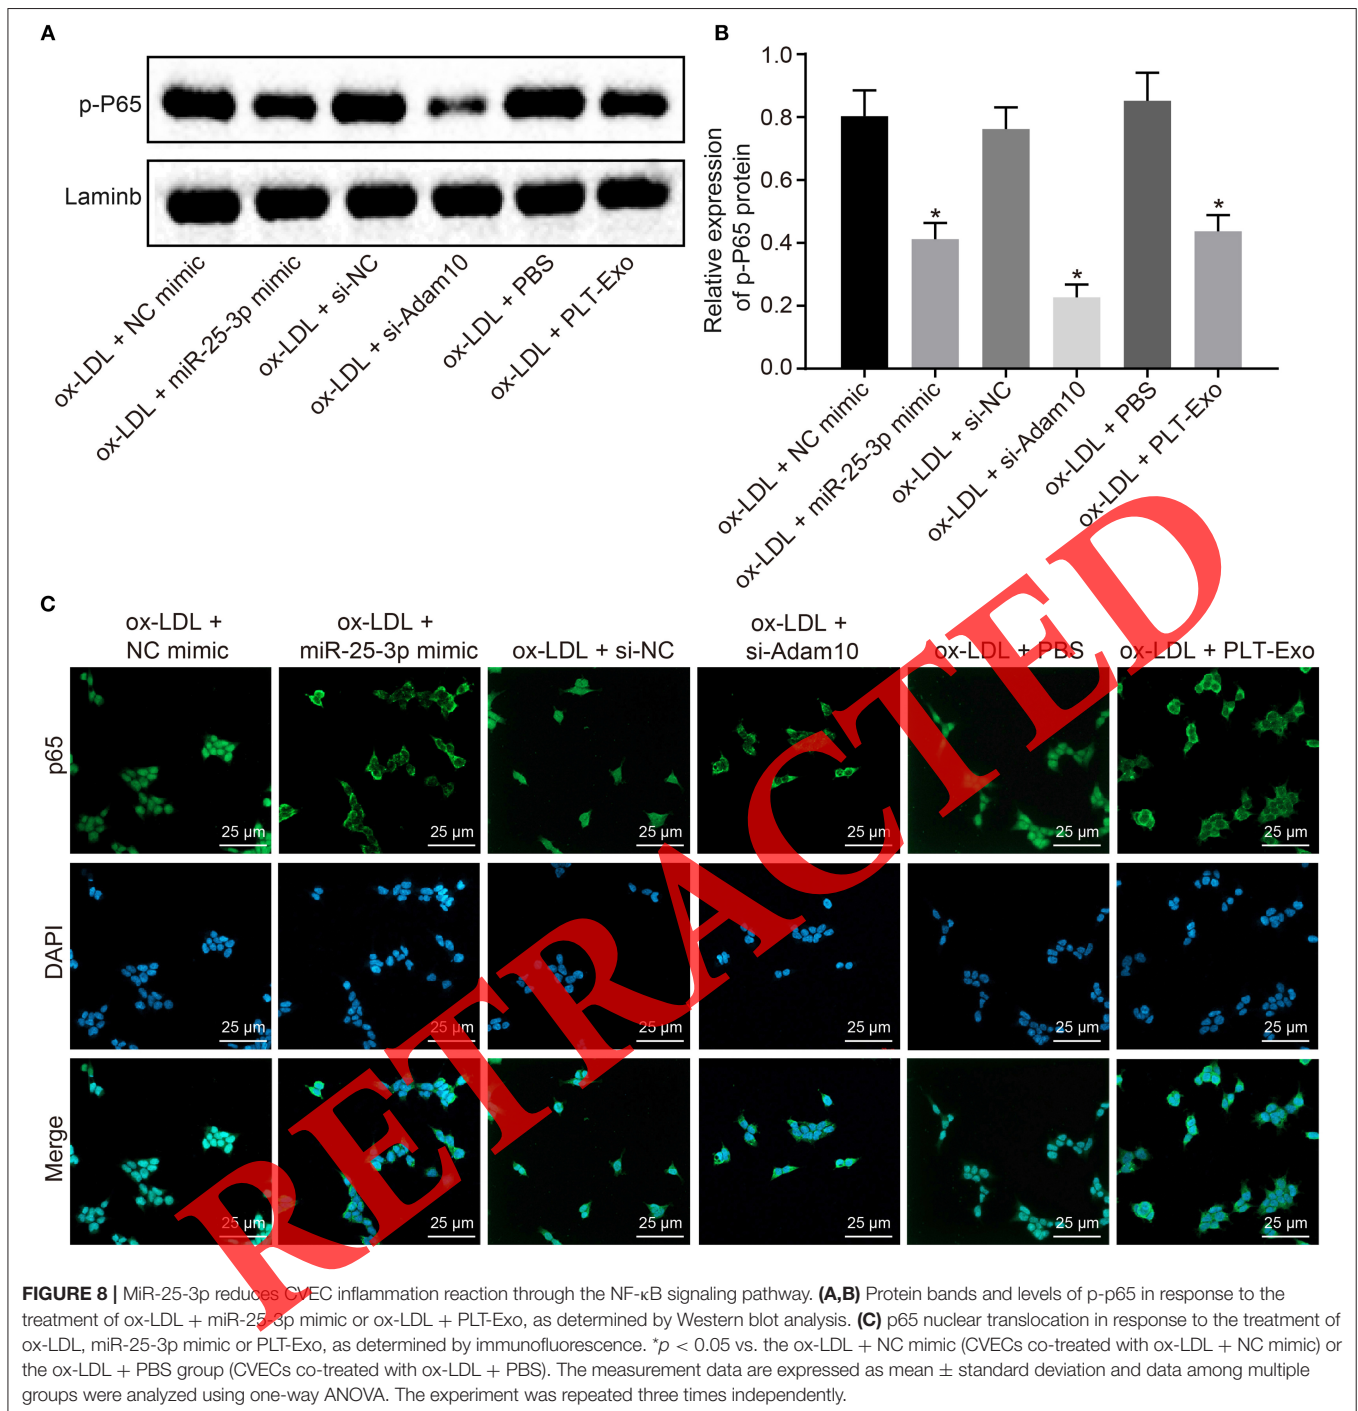 A
p-P65
Laminb
ox-LDL + NC mimic
ox-LDL + miR-25-3p mimic
ox-LDL + si-NC
ox-LDL + si-Adam10
ox-LDL + PBS
ox-LDL + PLT-Exo
B
Relative expression
of p-P65 protein
1.0
0.8
0.6
0.4
0.2
0.0
*
*
*
ox-LDL + NC mimic
ox-LDL + miR-25-3p mimic
ox-LDL + si-NC
ox-LDL + si-Adam10
ox-LDL + PBS
ox-LDL + PLT-Exo
C
ox-LDL +
NC mimic
ox-LDL +
miR-25-3p mimic
ox-LDL + si-NC
ox-LDL +
si-Adam10
ox-LDL + PBS
ox-LDL + PLT-Exo
p65
25 µm
25 µm
25 µm
25 µm
25 µm
25 µm
DAPI
25 µm
25 µm
25 µm
25 µm
25 µm
25 µm
Merge
25 µm
25 µm
25 µm
25 µm
25 µm
25 µm
RETRACTED
FIGURE 8 | MiR-25-3p reduces CVEC inflammation reaction through the NF-κB signaling pathway. (A,B) Protein bands and levels of p-p65 in response to the
treatment of ox-LDL + miR-25-3p mimic or ox-LDL + PLT-Exo, as determined by Western blot analysis. (C) p65 nuclear translocation in response to the treatment of
ox-LDL, miR-25-3p mimic or PLT-Exo, as determined by immunofluorescence. *p < 0.05 vs. the ox-LDL + NC mimic (CVECs co-treated with ox-LDL + NC mimic) or
the ox-LDL + PBS group (CVECs co-treated with ox-LDL + PBS). The measurement data are expressed as mean ± standard deviation and data among multiple
groups were analyzed using one-way ANOVA. The experiment was repeated three times independently.